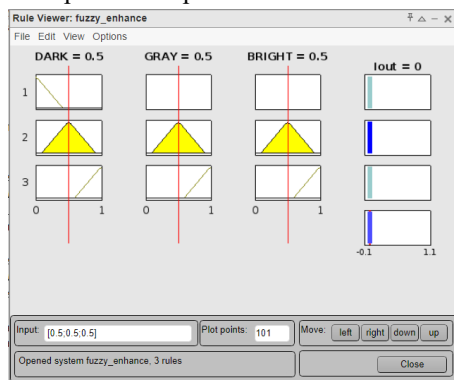 Rule Viewer: fuzzy_enhance
File Edit View Options
DARK = 0.5 GRAY = 0.5 BRIGHT = 0.5 Iout = 0
1
2
3
0 1 0 1 0 1
-0.1 1.1
Input: [0.5;0.5;0.5] Plot points: 101 Move: left right down up
Opened system fuzzy_enhance, 3 rules Close